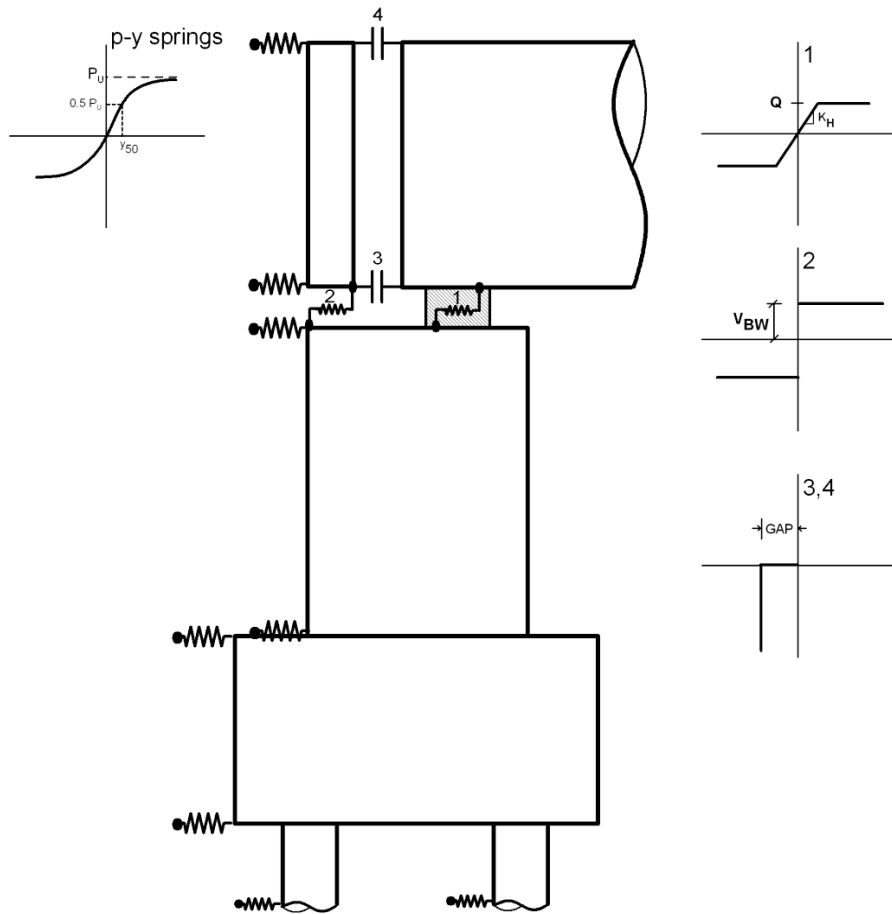 p-y springs
P_U
0.5 P_U
y_50
4
3
2
1
1
Q
K_H
2
V_BW
3,4
GAP